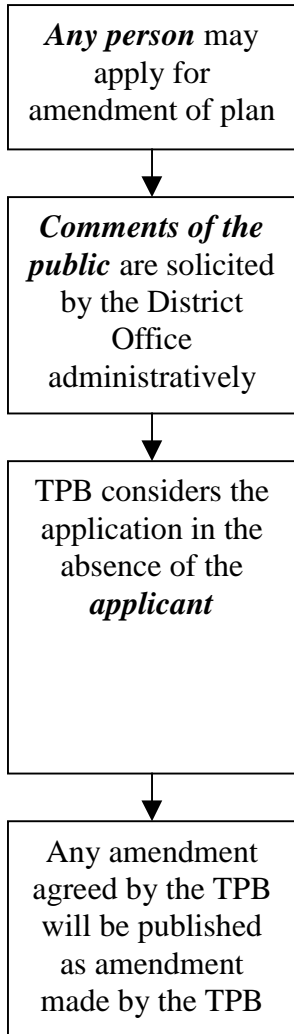 Any person may
apply for
amendment of plan
Comments of the
public are solicited
by the District
Office
administratively
TPB considers the
application in the
absence of the
applicant
Any amendment
agreed by the TPB
will be published
as amendment
made by the TPB